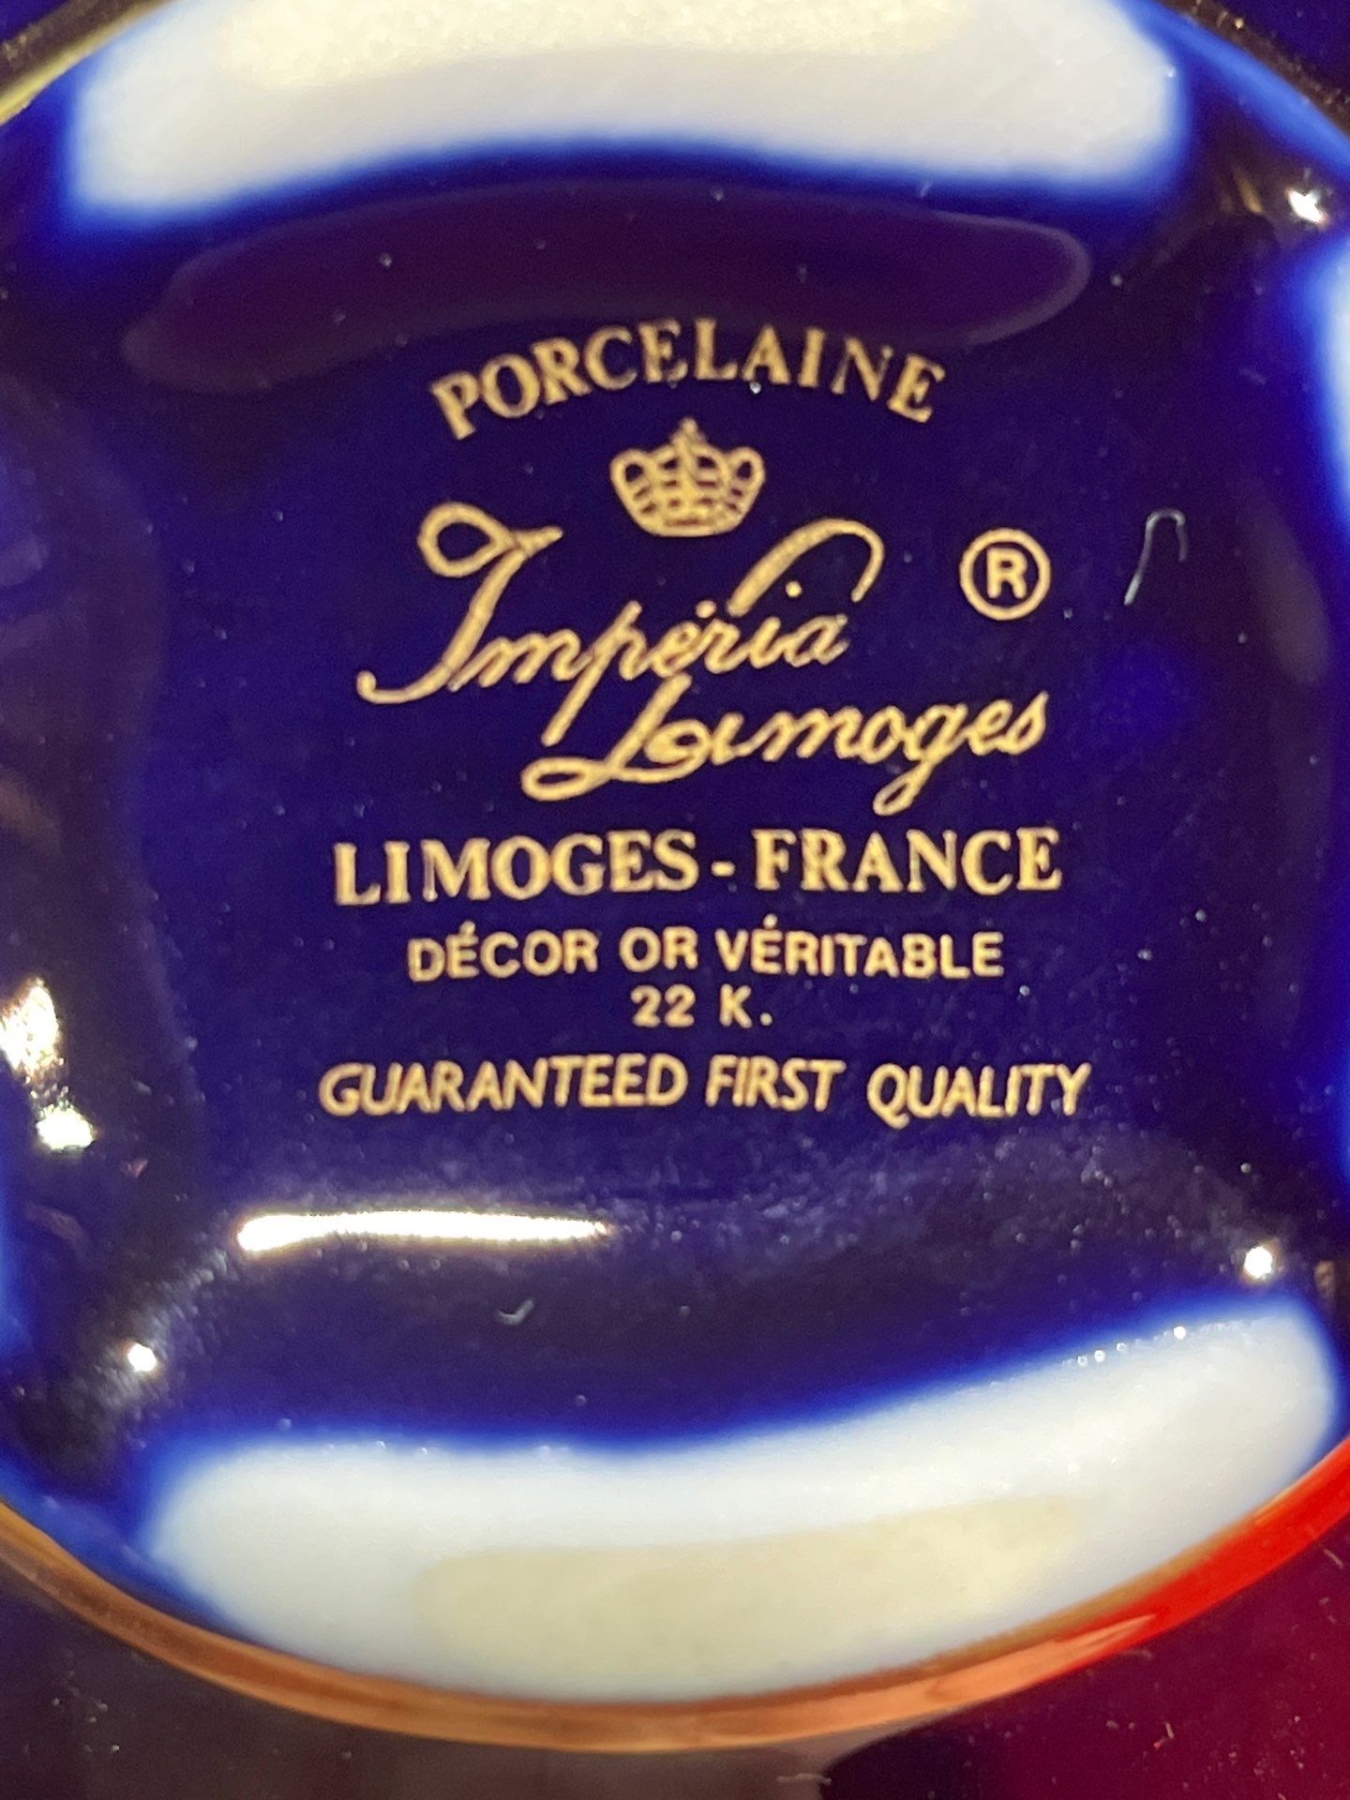 PORCELAINE
Impéria
®
Limoges
LIMOGES - FRANCE
DÉCOR OR VÉRITABLE
22 K.
GUARANTEED FIRST QUALITY